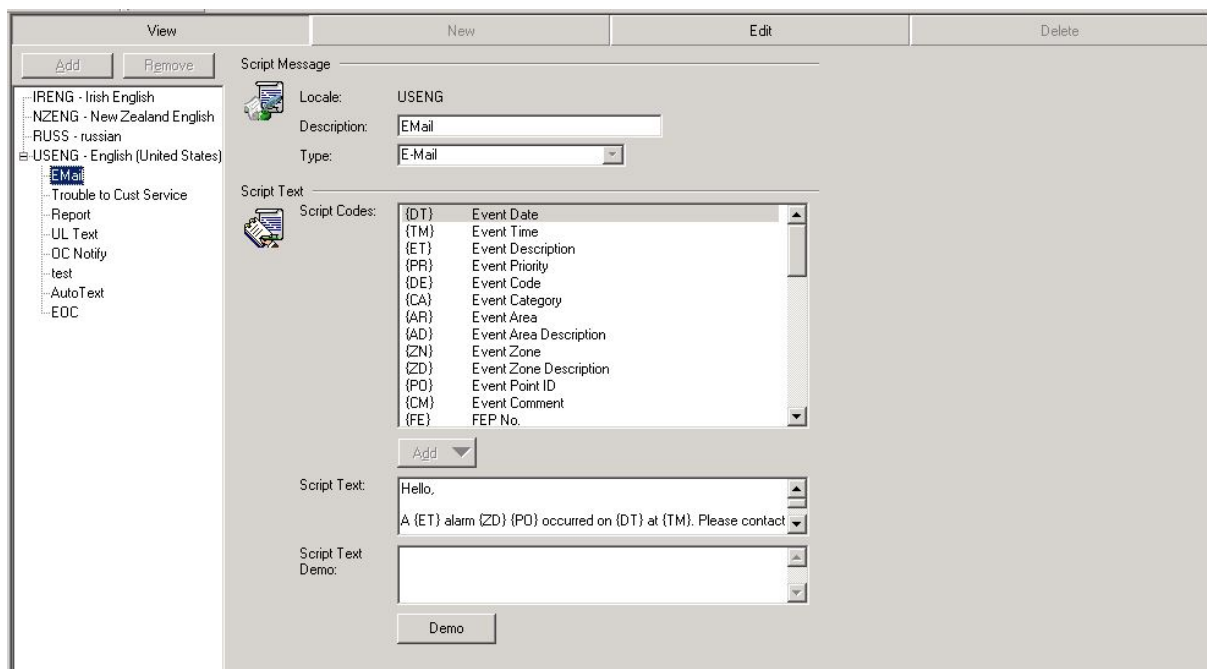 View New Edit Delete
Add Remove
IRENG - Irish English
NZENG - New Zealand English
RUSS - russian
USENG - English (United States)
EMail
Trouble to Cust Service
Report
UL Text
OC Notify
test
AutoText
EOC
Script Message
Locale: USENG
Description: EMail
Type: E-Mail
Script Text
Script Codes:
{DT} Event Date
{TM} Event Time
{ET} Event Description
{PR} Event Priority
{DE} Event Code
{CA} Event Category
{AR} Event Area
{AD} Event Area Description
{ZN} Event Zone
{ZD} Event Zone Description
{PO} Event Point ID
{CM} Event Comment
{FE} FEP No.
Add
Script Text: Hello,
A {ET} alarm {ZD} {PO} occurred on {DT} at {TM}. Please contact
Script Text
Demo:
Demo